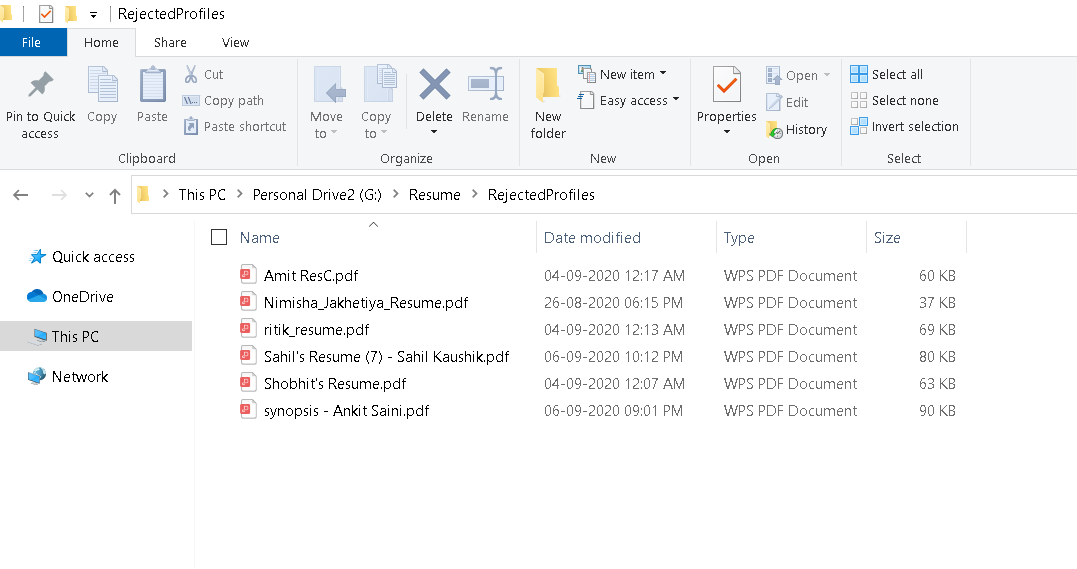 RejectedProfiles
File Home Share View
Pin to Quick access
Copy
Paste
Cut
Copy path
Paste shortcut
Clipboard
Move to
Copy to
Delete
Rename
Organize
New folder
New item
Easy access
New
Properties
Open
Edit
History
Open
Select all
Select none
Invert selection
Select
This PC > Personal Drive2 (G:) > Resume > RejectedProfiles
Quick access
OneDrive
This PC
Network
Name Date modified Type Size
Amit ResC.pdf 04-09-2020 12:17 AM WPS PDF Document 60 KB
Nimisha_Jakhetiya_Resume.pdf 26-08-2020 06:15 PM WPS PDF Document 37 KB
ritik_resume.pdf 04-09-2020 12:13 AM WPS PDF Document 69 KB
Sahil's Resume (7) - Sahil Kaushik.pdf 06-09-2020 10:12 PM WPS PDF Document 80 KB
Shobhit's Resume.pdf 04-09-2020 12:07 AM WPS PDF Document 63 KB
synopsis - Ankit Saini.pdf 06-09-2020 09:01 PM WPS PDF Document 90 KB